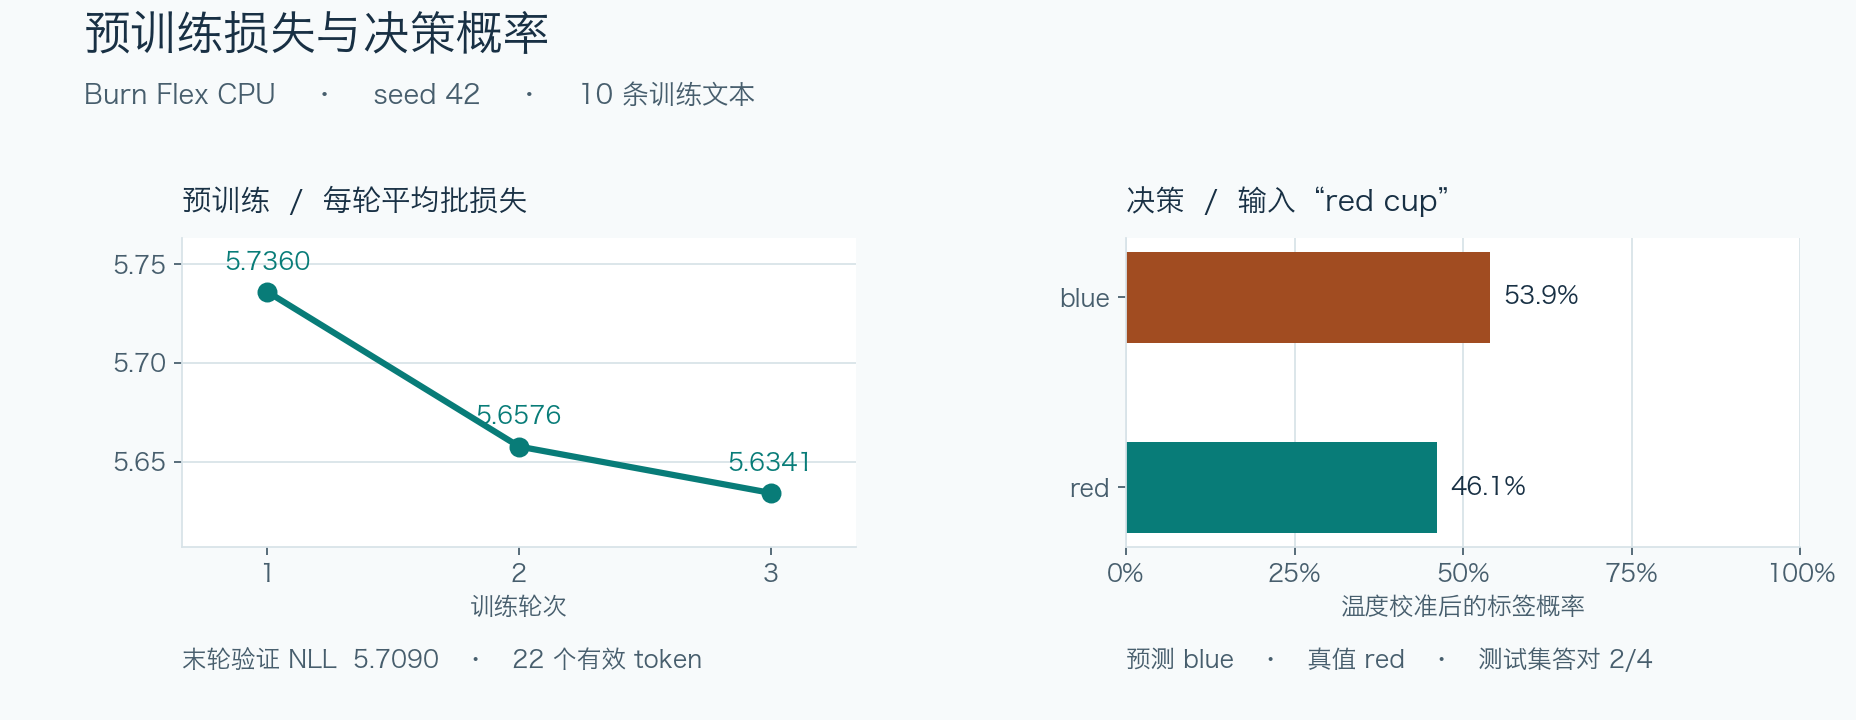 预训练损失与决策概率
Burn Flex CPU · seed 42 · 10 条训练文本
预训练 / 每轮平均批损失
5.75
5.70
5.65
5.7360
5.6576
5.6341
1 2 3
训练轮次
末轮验证 NLL 5.7090 · 22 个有效 token
决策 / 输入 “red cup”
blue 53.9%
red 46.1%
0% 25% 50% 75% 100%
温度校准后的标签概率
预测 blue · 真值 red · 测试集答对 2/4